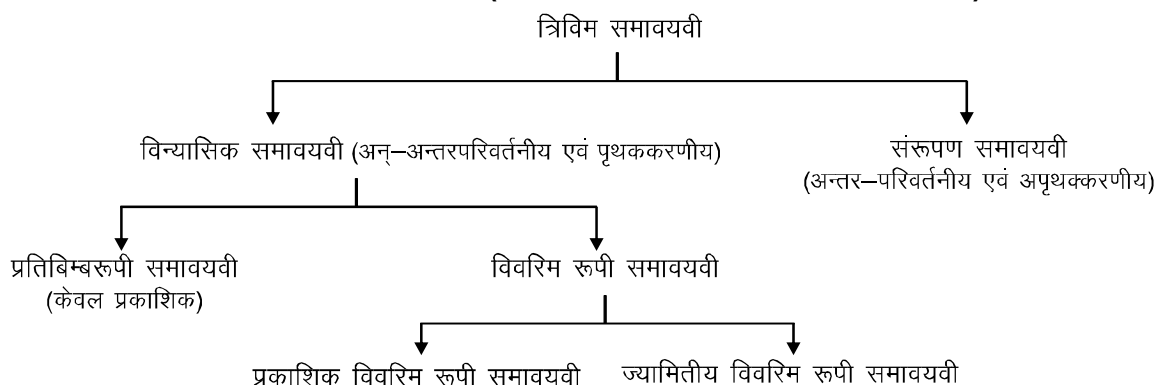 त्रिविम समावयवी
विन्यासिक समावयवी (अन्–अन्तरपरिवर्तनीय एवं पृथककरणीय)
संरूपण समावयवी
(अन्तर–परिवर्तनीय एवं अपृथक्करणीय)
प्रतिबिम्बरूपी समावयवी
(केवल प्रकाशिक)
विवरिम रूपी समावयवी
प्रकाशिक विवरिम रूपी समावयवी
ज्यामितीय विवरिम रूपी समावयवी